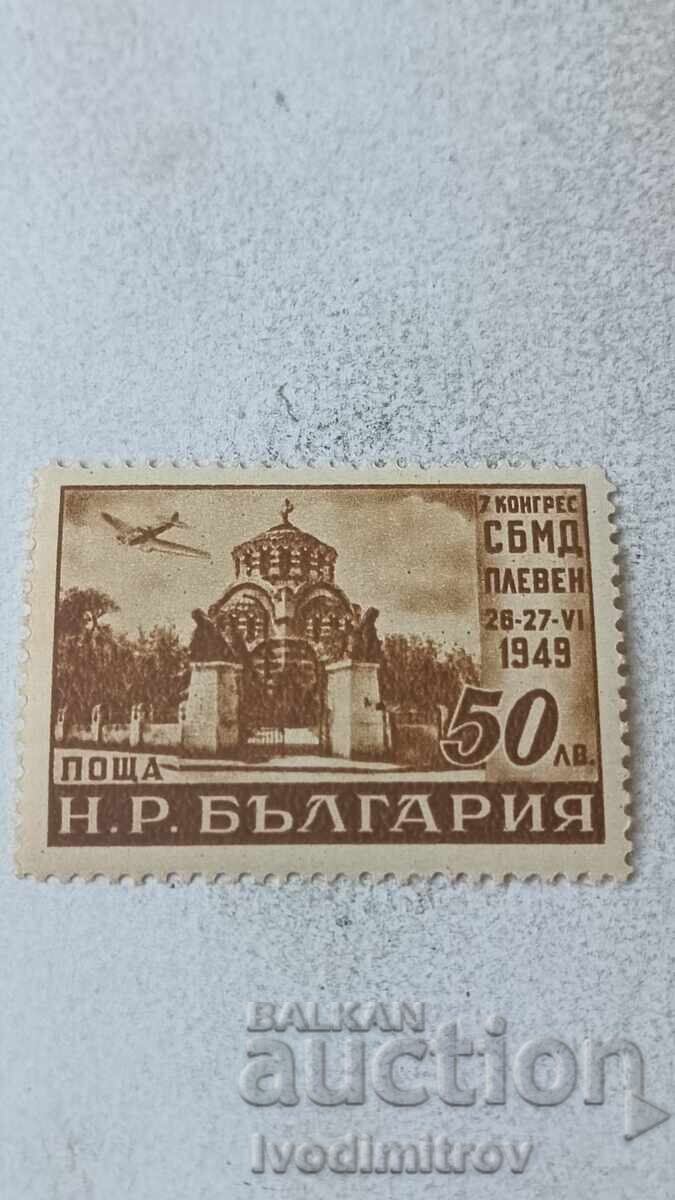 7 КОНГРЕС
СБМД
ПЛЕВЕН
26-27-VI
1949
50 ЛВ.
ПОЩА
Н.Р. БЪЛГАРИЯ
BALKAN
auction
Ivodimitrov